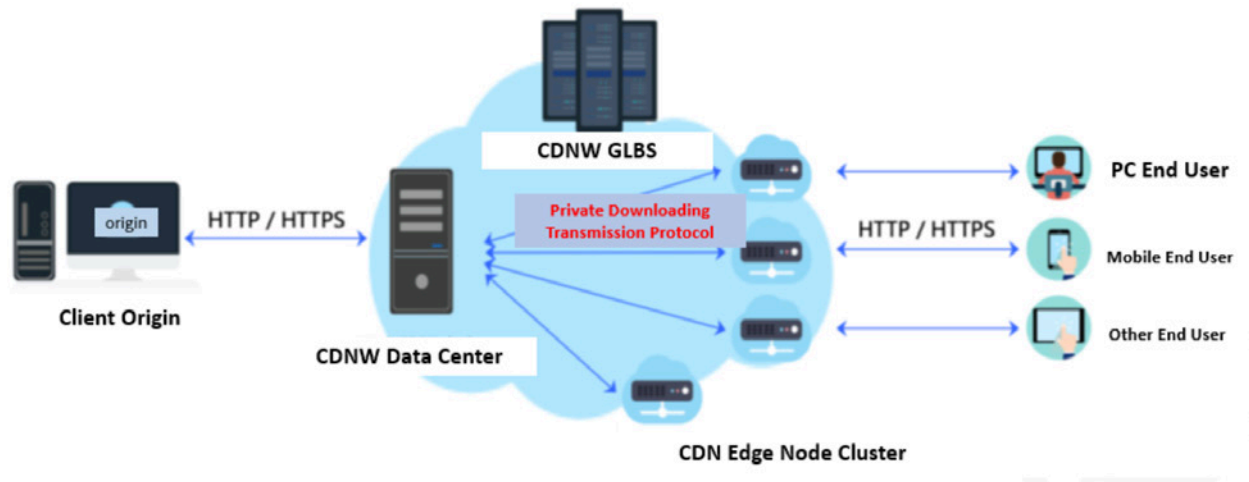 CDNW GLBS
PC End User
Private Downloading
Transmission Protocol
origin
HTTP / HTTPS
HTTP / HTTPS
Mobile End User
Client Origin
Other End User
CDNW Data Center
CDN Edge Node Cluster